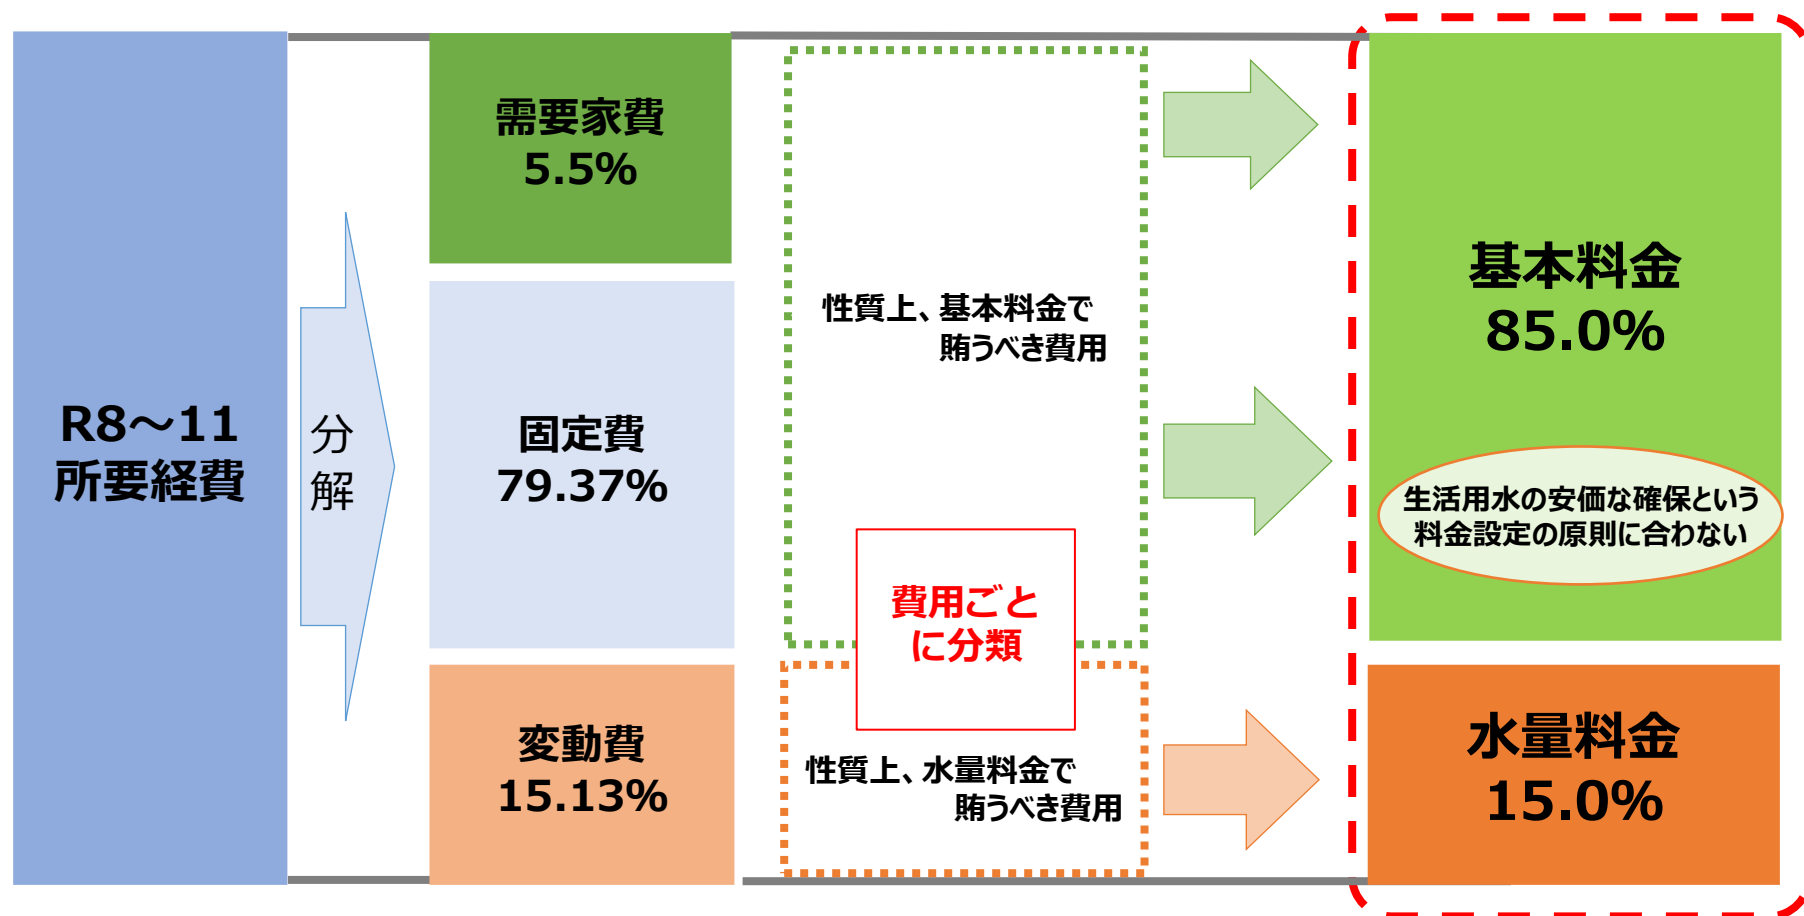 R8～11
所要経費
分
解
需要家費
5.5%
固定費
79.37%
変動費
15.13%
性質上、基本料金で
賄うべき費用
費用ごと
に分類
性質上、水量料金で
賄うべき費用
基本料金
85.0%
生活用水の安価な確保という
料金設定の原則に合わない
水量料金
15.0%